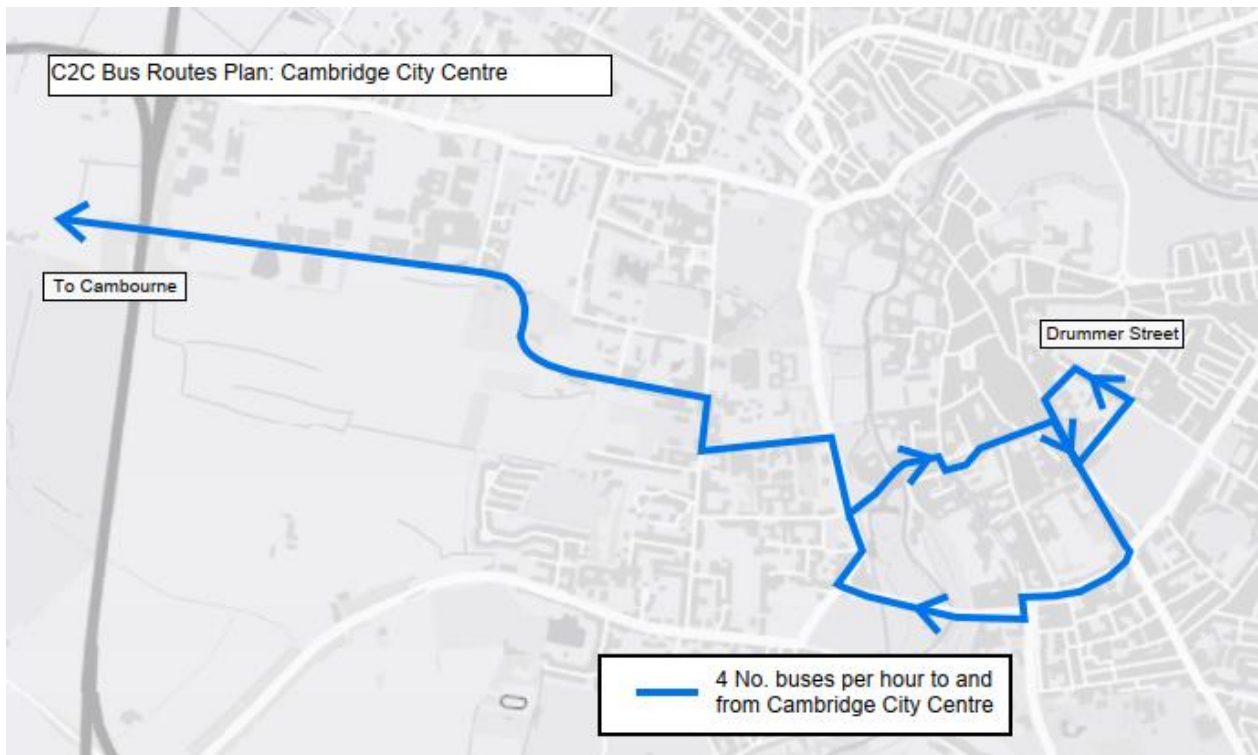 C2C Bus Routes Plan: Cambridge City Centre
To Cambourne
Drummer Street
4 No. buses per hour to and
from Cambridge City Centre